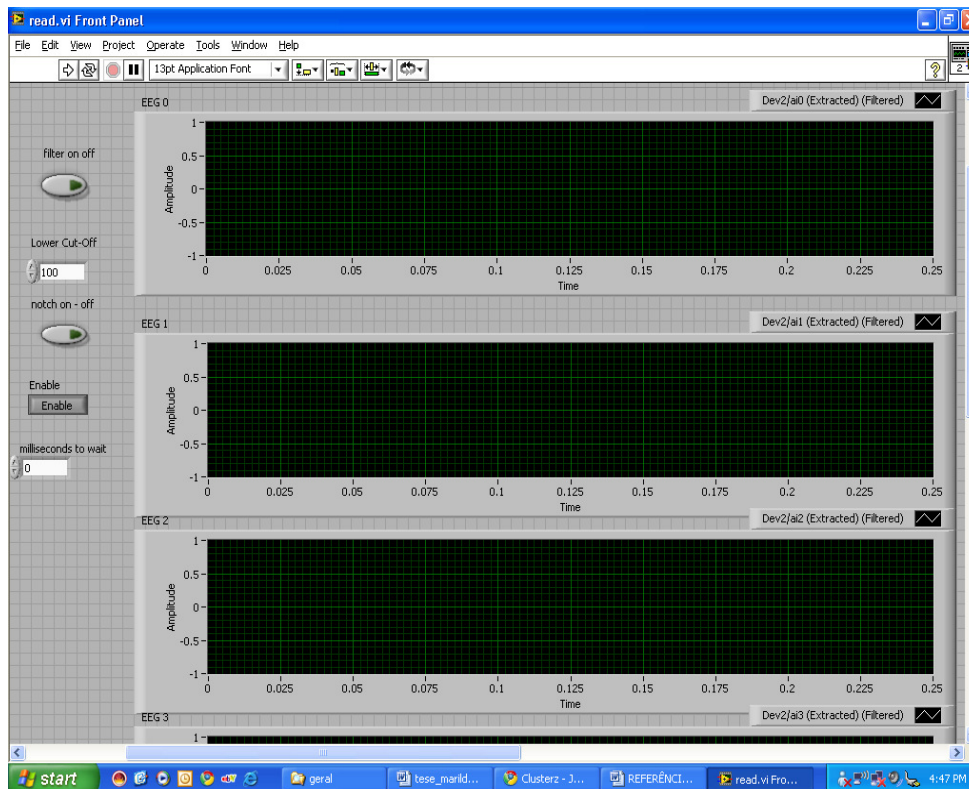 read.vi Front Panel
File Edit View Project Operate Tools Window Help
13pt Application Font
? 2
EEG 0
Dev2/ai0 (Extracted) (Filtered)
1
0.5
0
-0.5
-1
Amplitude
0 0.025 0.05 0.075 0.1 0.125 0.15 0.175 0.2 0.225 0.25
Time
filter on off
Lower Cut-Off
100
notch on - off
Enable
Enable
milliseconds to wait
0
EEG 1
Dev2/ai1 (Extracted) (Filtered)
1
0.5
0
-0.5
-1
Amplitude
0 0.025 0.05 0.075 0.1 0.125 0.15 0.175 0.2 0.225 0.25
Time
EEG 2
Dev2/ai2 (Extracted) (Filtered)
1
0.5
0
-0.5
-1
Amplitude
0 0.025 0.05 0.075 0.1 0.125 0.15 0.175 0.2 0.225 0.25
Time
EEG 3
Dev2/ai3 (Extracted) (Filtered)
1
start geral tese_marild... Clusterz - J... REFERÊNCI... read.vi Fro... 4:47 PM